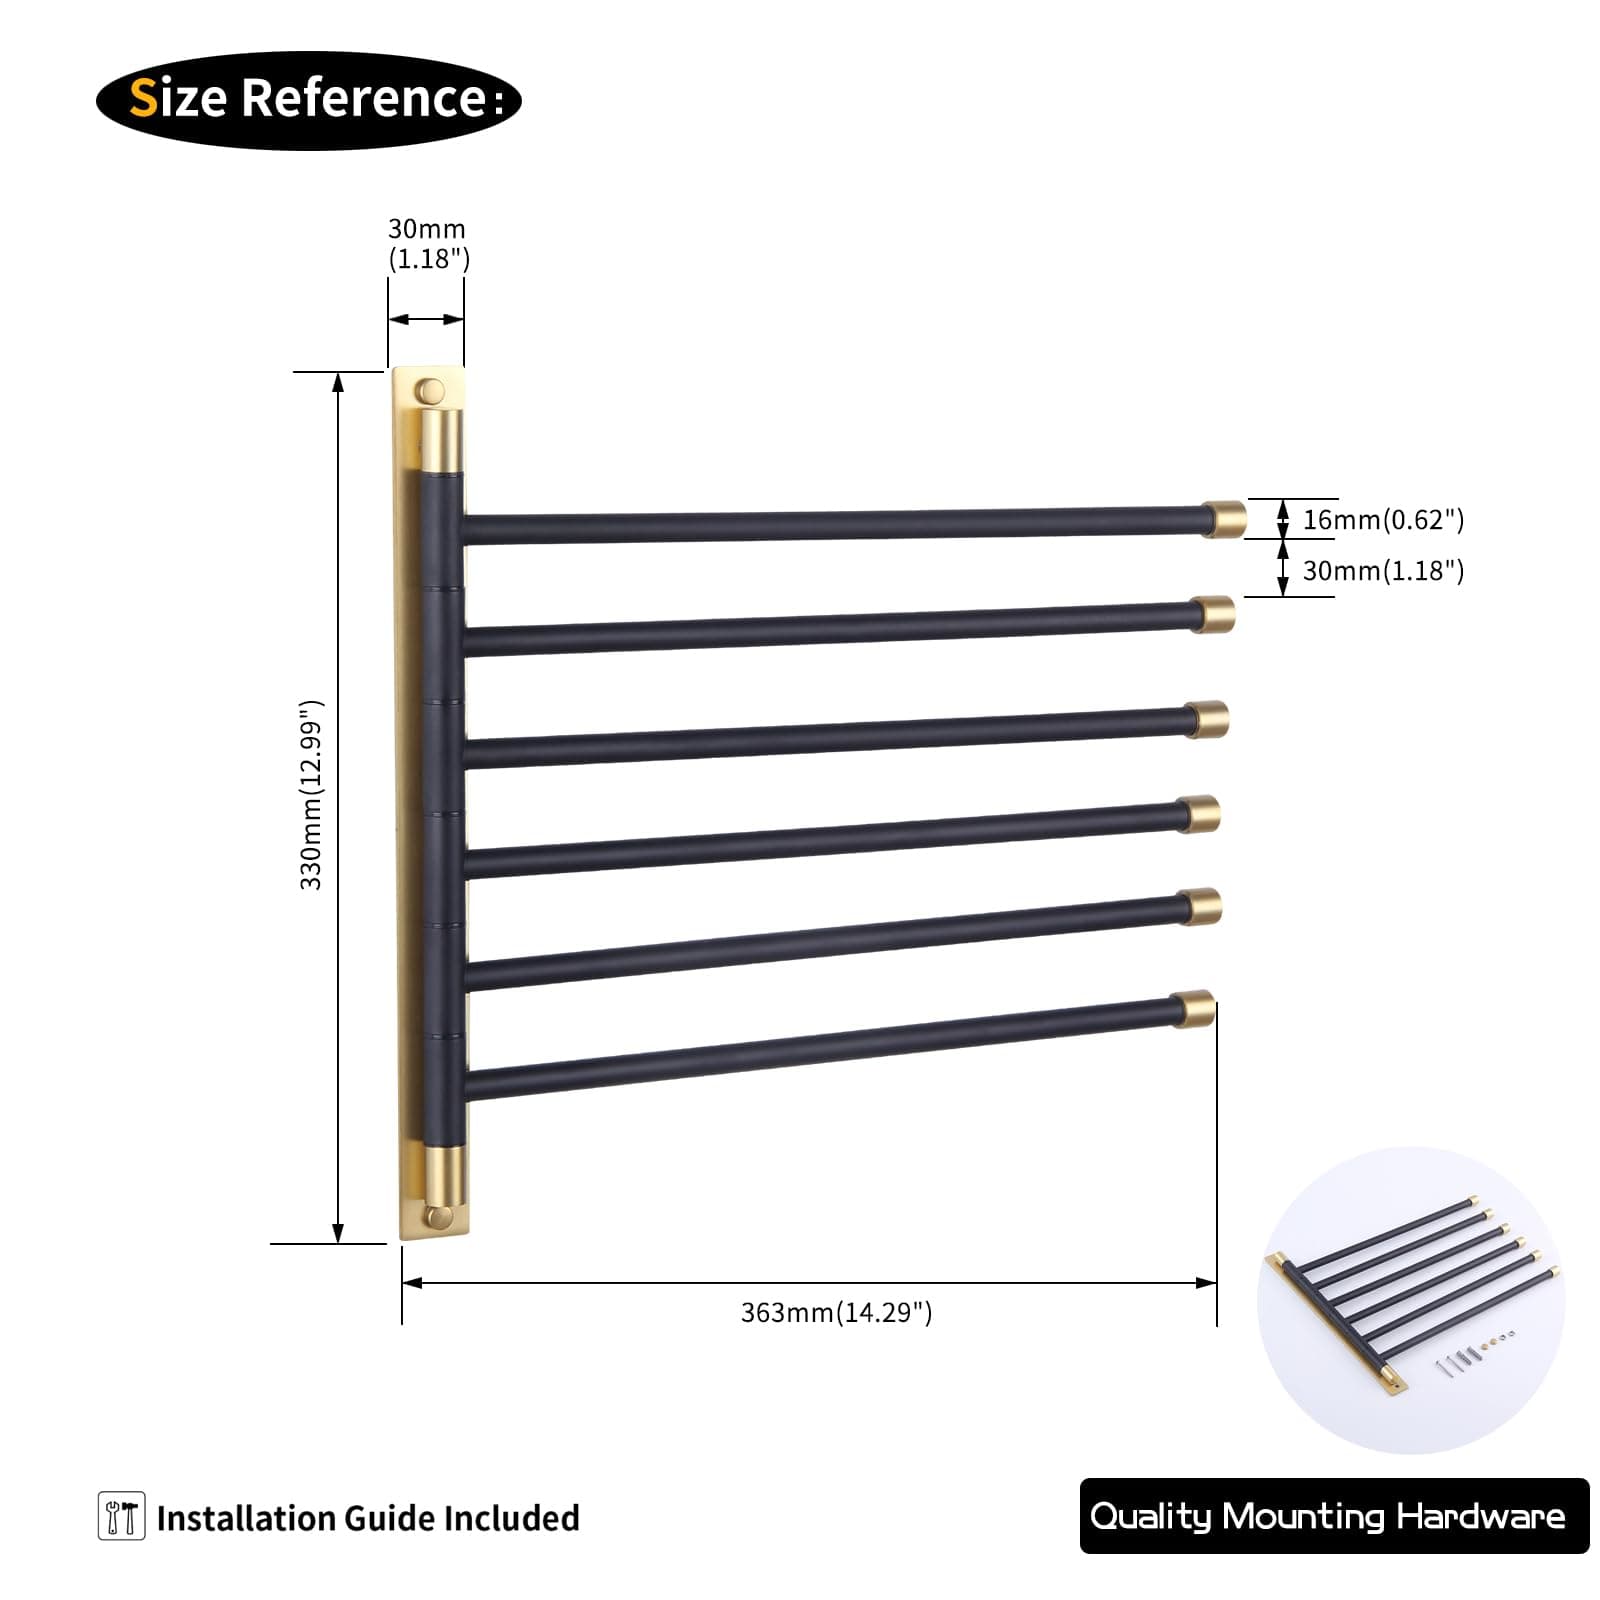 Size Reference:
30mm
(1.18")
16mm(0.62")
30mm(1.18")
330mm(12.99")
363mm(14.29")
Installation Guide Included
Quality Mounting Hardware